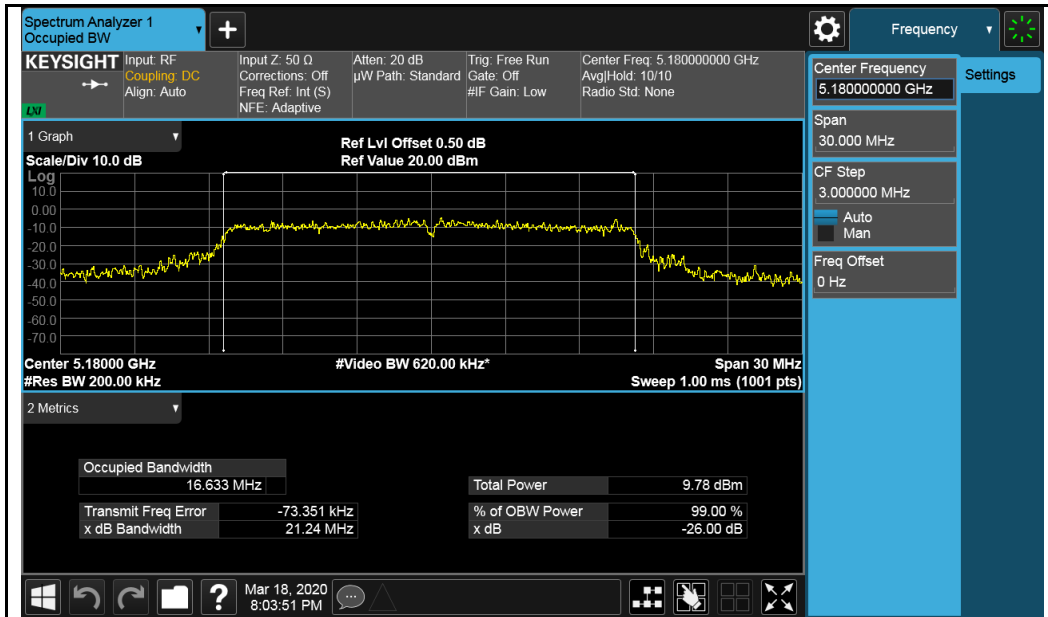 Spectrum Analyzer 1
Occupied BW
+
Frequency
KEYSIGHT
Input: RF
Coupling: DC
Align: Auto
Input Z: 50 Ω
Corrections: Off
Freq Ref: Int (S)
NFE: Adaptive
Atten: 20 dB
µW Path: Standard
Trig: Free Run
Gate: Off
#IF Gain: Low
Center Freq: 5.180000000 GHz
Avg|Hold: 10/10
Radio Std: None
LXI
Center Frequency
5.180000000 GHz
Settings
Span
30.000 MHz
CF Step
3.000000 MHz
Auto
Man
Freq Offset
0 Hz
1 Graph
Ref Lvl Offset 0.50 dB
Scale/Div 10.0 dB
Ref Value 20.00 dBm
Log
10.0
0.00
-10.0
-20.0
-30.0
-40.0
-50.0
-60.0
-70.0
Center 5.18000 GHz
#Video BW 620.00 kHz*
Span 30 MHz
#Res BW 200.00 kHz
Sweep 1.00 ms (1001 pts)
2 Metrics
Occupied Bandwidth
16.633 MHz
Total Power 9.78 dBm
Transmit Freq Error -73.351 kHz
% of OBW Power 99.00 %
x dB Bandwidth 21.24 MHz
x dB -26.00 dB
?
Mar 18, 2020
8:03:51 PM